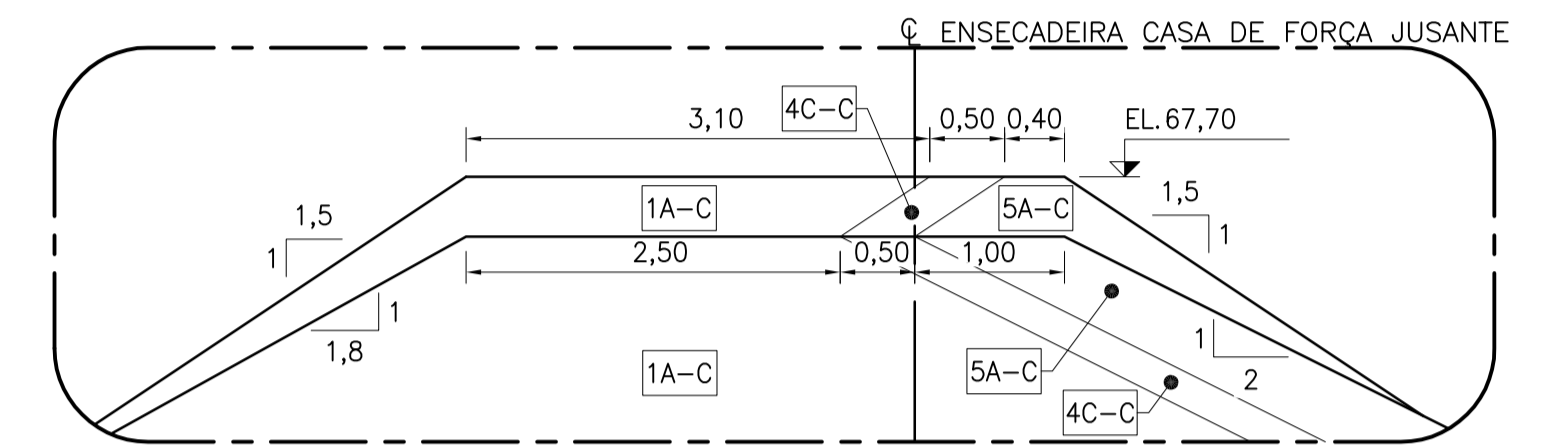 ℄ ENSECADEIRA CASA DE FORÇA JUSANTE
4C-C
3,10
0,50
0,40
EL.67,70
1A-C
5A-C
1,5
1
1,5
1
2,50
0,50
1,00
1
1,8
1
2
1A-C
5A-C
4C-C